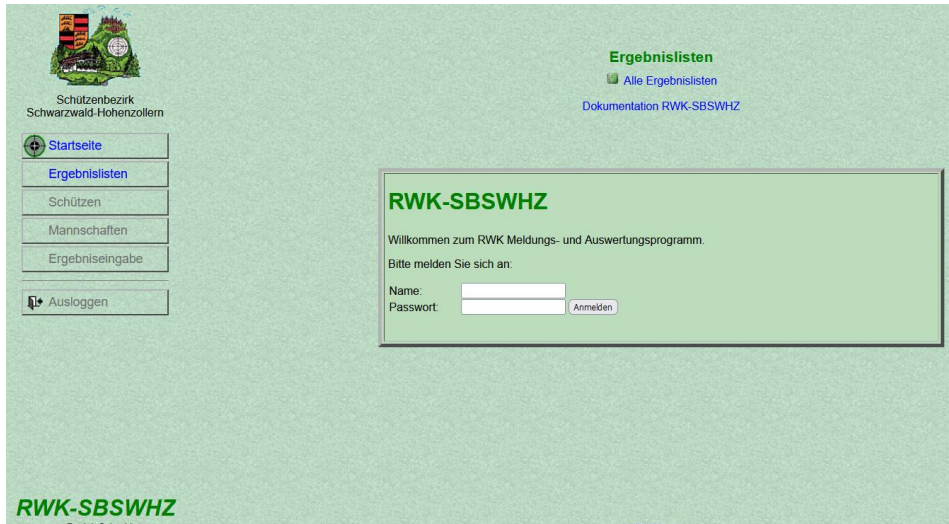 Schützenbezirk
Schwarzwald-Hohenzollern
Startseite
Ergebnislisten
Schützen
Mannschaften
Ergebniseingabe
Ausloggen
RWK-SBSWHZ
Ergebnislisten
Alle Ergebnislisten
Dokumentation RWK-SBSWHZ
RWK-SBSWHZ
Willkommen zum RWK Meldungs- und Auswertungsprogramm.
Bitte melden Sie sich an:
Name:
Passwort: Anmelden